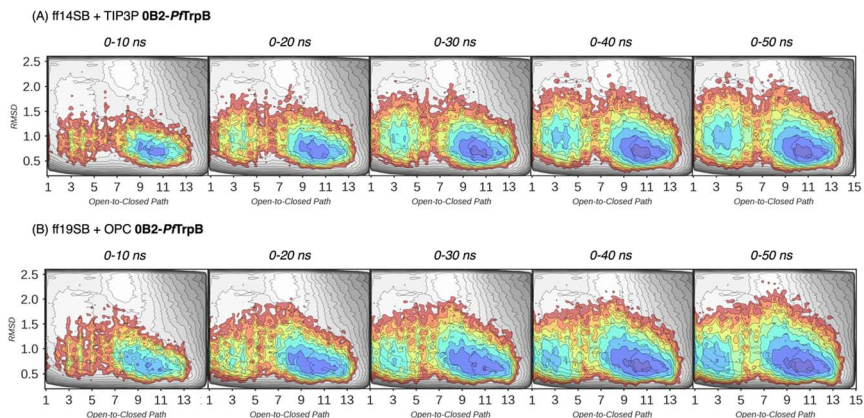 (A) ff14SB + TIP3P 0B2-PfTrpB
0-10 ns 0-20 ns 0-30 ns 0-40 ns 0-50 ns
2.5
2.0
1.5
1.0
0.5
RMSD
1 3 5 7 9 11 13 1 3 5 7 9 11 13 1 3 5 7 9 11 13 1 3 5 7 9 11 13 1 3 5 7 9 11 13 15
Open-to-Closed Path Open-to-Closed Path Open-to-Closed Path Open-to-Closed Path Open-to-Closed Path
(B) ff19SB + OPC 0B2-PfTrpB
0-10 ns 0-20 ns 0-30 ns 0-40 ns 0-50 ns
2.5
2.0
1.5
1.0
0.5
RMSD
1 3 5 7 9 11 13 1 3 5 7 9 11 13 1 3 5 7 9 11 13 1 3 5 7 9 11 13 1 3 5 7 9 11 13 15
Open-to-Closed Path Open-to-Closed Path Open-to-Closed Path Open-to-Closed Path Open-to-Closed Path